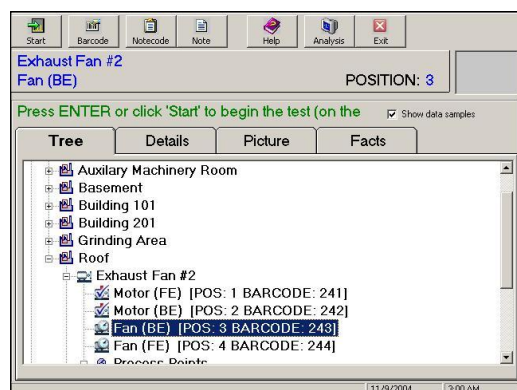 Start Barcode Notecode Note Help Analysis Exit
Exhaust Fan #2
Fan (BE) POSITION: 3
Press ENTER or click 'Start' to begin the test (on the Show data samples
Tree Details Picture Facts
Auxilary Machinery Room
Basement
Building 101
Building 201
Grinding Area
Roof
Exhaust Fan #2
Motor (FE) [POS: 1 BARCODE: 241]
Motor (BE) [POS: 2 BARCODE: 242]
Fan (BE) [POS: 3 BARCODE: 243]
Fan (FE) [POS: 4 BARCODE: 244]
Process Points
11/9/2004 3:00 AM